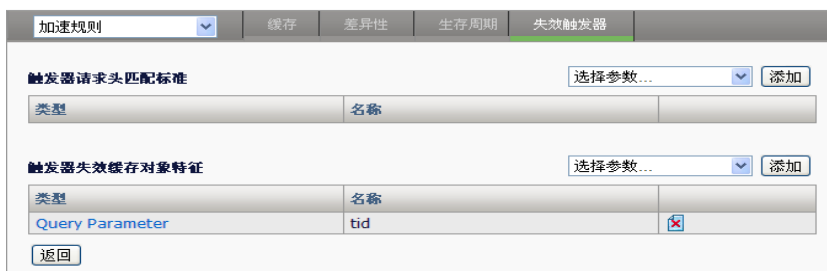 加速规则 缓存 差异性 生存周期 失效触发器
触发器请求头匹配标准 选择参数... 添加
类型 名称
触发器失效缓存对象特征 选择参数... 添加
类型 名称
Query Parameter tid
返回